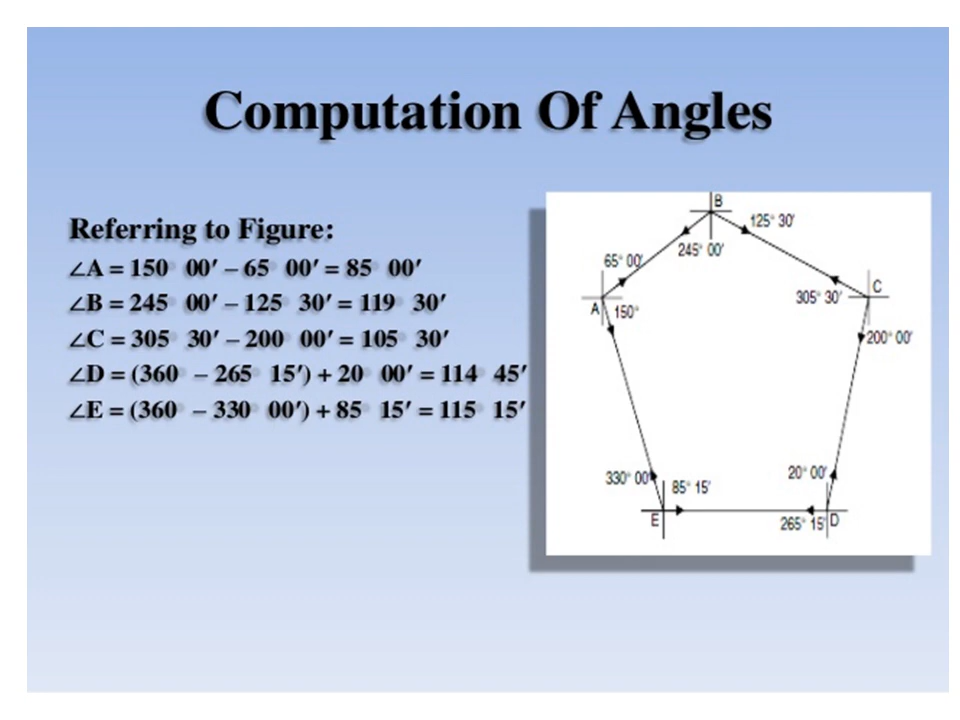 Computation Of Angles
Referring to Figure:
∠A = 150° 00′ – 65° 00′ = 85° 00′
∠B = 245° 00′ – 125° 30′ = 119° 30′
∠C = 305° 30′ – 200° 00′ = 105° 30′
∠D = (360° – 265° 15′) + 20° 00′ = 114° 45′
∠E = (360° – 330° 00′) + 85° 15′ = 115° 15′
B
125° 30'
245° 00'
65° 00'
C
305° 30'
A 150°
200° 00'
20° 00'
330° 00'
85° 15'
E
265° 15' D